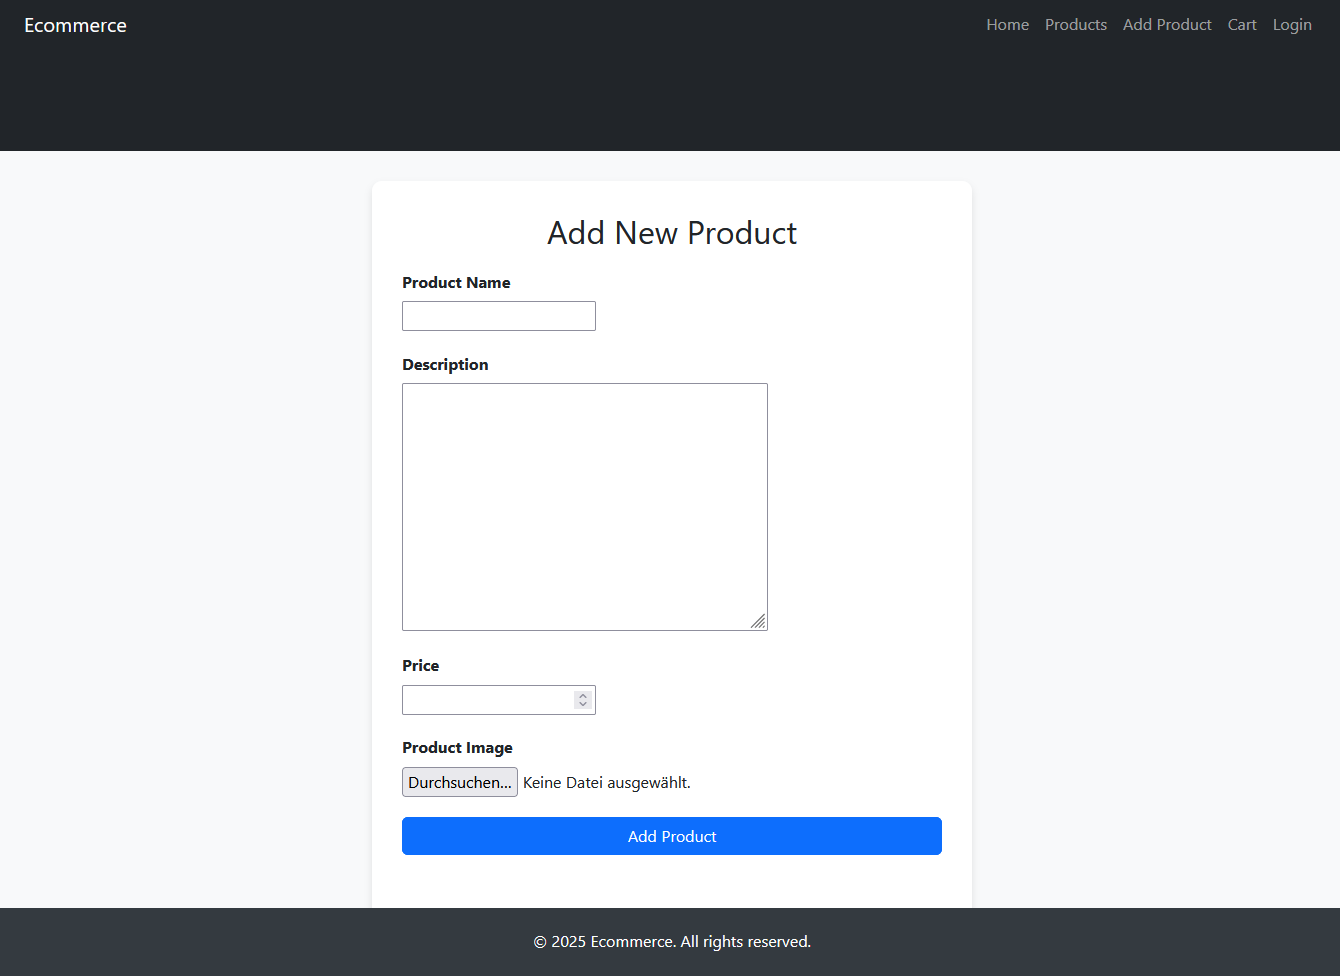 Ecommerce
Home Products Add Product Cart Login
Add New Product
Product Name
Description
Price
Product Image
Durchsuchen... Keine Datei ausgewählt.
Add Product
© 2025 Ecommerce. All rights reserved.